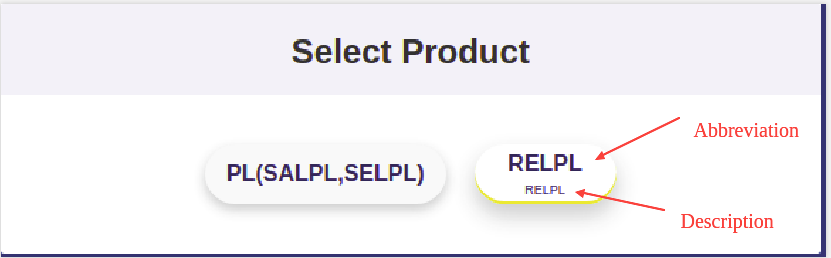 Select Product
Abbreviation
PL(SALPL,SELPL)
RELPL
RELPL
Description